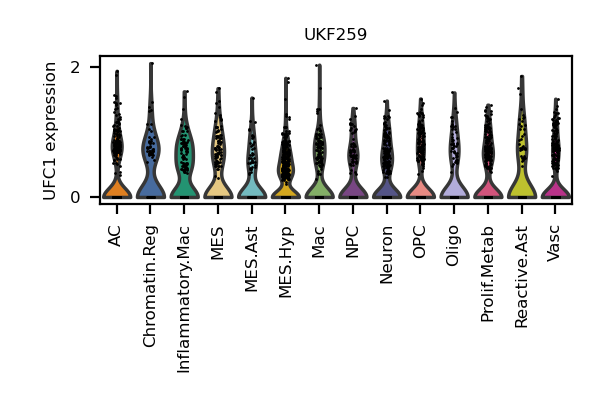 UKF259
UFC1 expression
2
0
AC
Chromatin.Reg
Inflammatory.Mac
MES
MES.Ast
MES.Hyp
Mac
NPC
Neuron
OPC
Oligo
Prolif.Metab
Reactive.Ast
Vasc